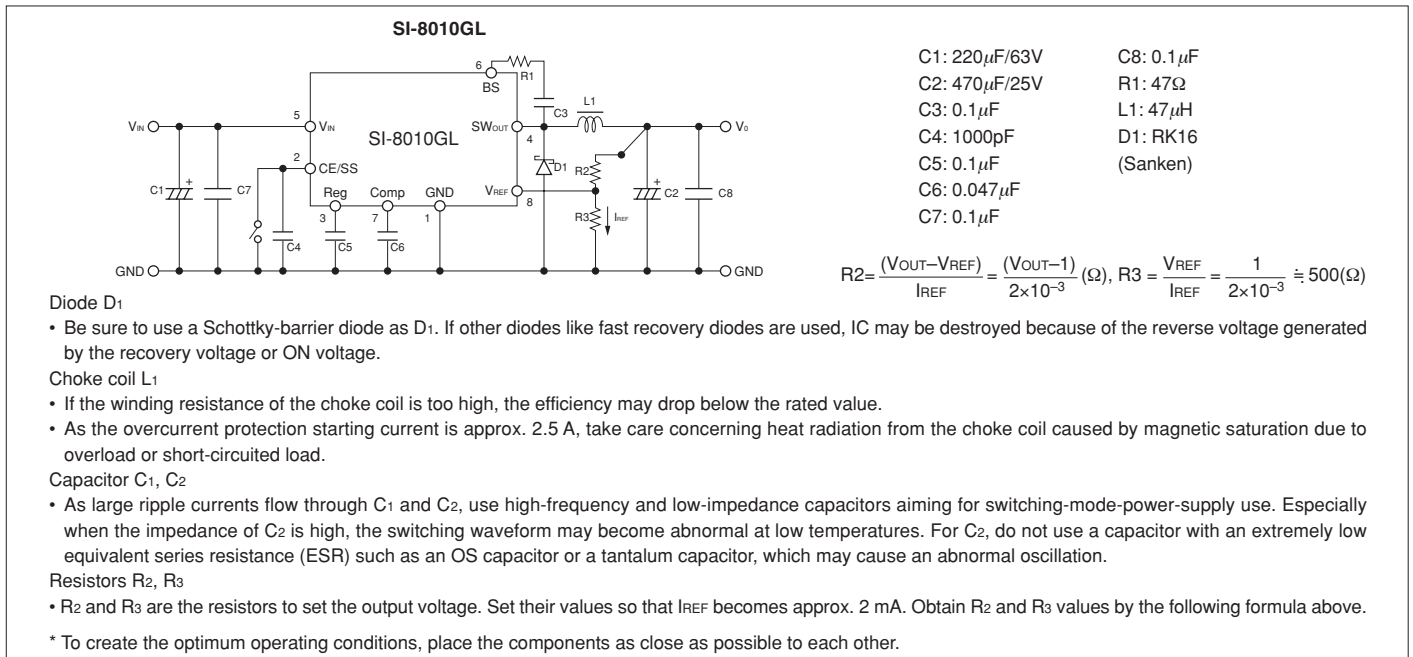 SI-8010GL
6
BS
R1
C3
L1
VIN
5
VIN
SI-8010GL
SWOUT
4
VO
2
CE/SS
D1
R2
C1
+
C7
Reg
Comp
GND
VREF
8
+
C2
C8
3
7
1
R3
IREF
C4
C5
C6
GND
GND
C1: 220μF/63V
C2: 470μF/25V
C3: 0.1μF
C4: 1000pF
C5: 0.1μF
C6: 0.047μF
C7: 0.1μF
C8: 0.1μF
R1: 47Ω
L1: 47μH
D1: RK16
(Sanken)
R2= (VOUT–VREF) / IREF = (VOUT–1) / 2×10–3 (Ω), R3 = VREF / IREF = 1 / 2×10–3 ≒ 500(Ω)
Diode D1
• Be sure to use a Schottky-barrier diode as D1. If other diodes like fast recovery diodes are used, IC may be destroyed because of the reverse voltage generated
by the recovery voltage or ON voltage.
Choke coil L1
• If the winding resistance of the choke coil is too high, the efficiency may drop below the rated value.
• As the overcurrent protection starting current is approx. 2.5 A, take care concerning heat radiation from the choke coil caused by magnetic saturation due to
overload or short-circuited load.
Capacitor C1, C2
• As large ripple currents flow through C1 and C2, use high-frequency and low-impedance capacitors aiming for switching-mode-power-supply use. Especially
when the impedance of C2 is high, the switching waveform may become abnormal at low temperatures. For C2, do not use a capacitor with an extremely low
equivalent series resistance (ESR) such as an OS capacitor or a tantalum capacitor, which may cause an abnormal oscillation.
Resistors R2, R3
• R2 and R3 are the resistors to set the output voltage. Set their values so that IREF becomes approx. 2 mA. Obtain R2 and R3 values by the following formula above.
* To create the optimum operating conditions, place the components as close as possible to each other.